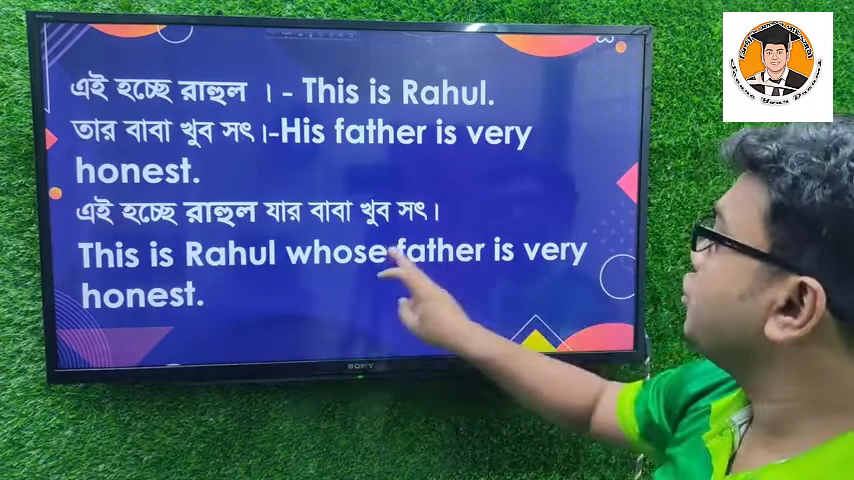 এই হচ্ছে রাহুল । - This is Rahul.
তার বাবা খুব সৎ।-His father is very
honest.
এই হচ্ছে রাহুল যার বাবা খুব সৎ।
This is Rahul whose father is very
honest.
SONY